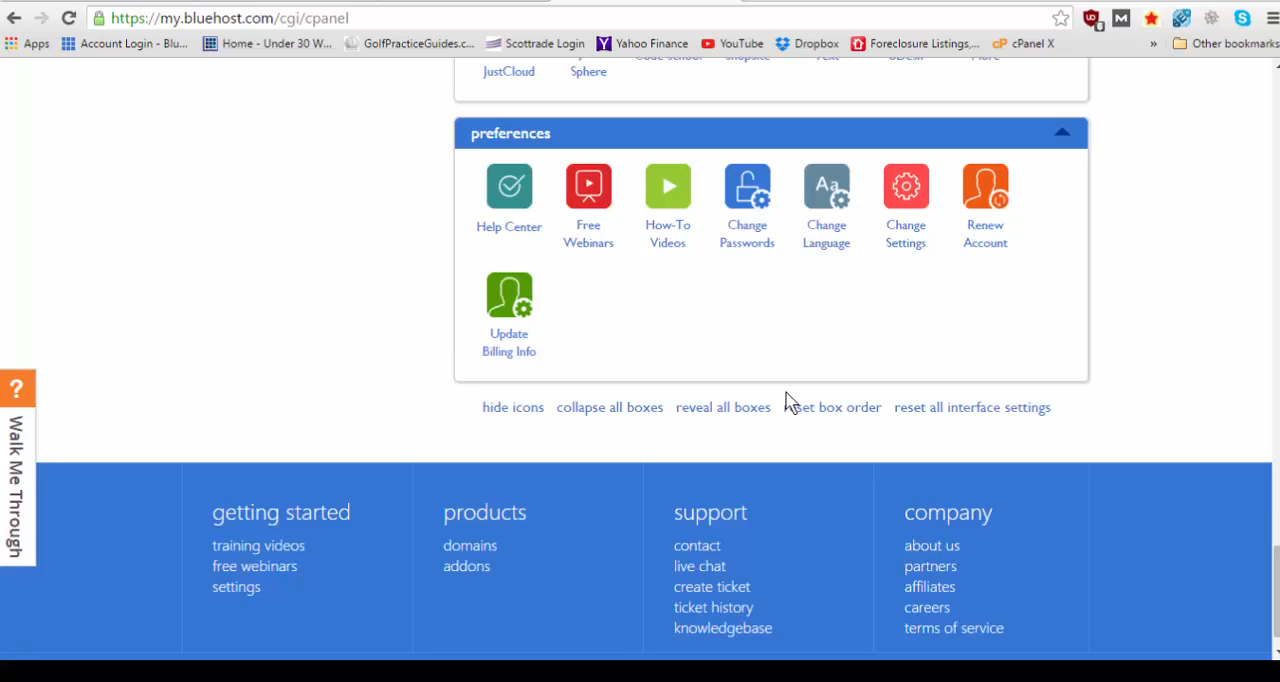 https://my.bluehost.com/cgi/cpanel
Apps Account Login - Blu... Home - Under 30 W... GolfPracticeGuides.c... Scottrade Login Yahoo Finance YouTube Dropbox Foreclosure Listings,... cP cPanel X » Other bookmarks
JustCloud Sphere
preferences
Help Center
Free Webinars
How-To Videos
Change Passwords
Change Language
Change Settings
Renew Account
Update
Billing Info
hide icons collapse all boxes reveal all boxes box order reset all interface settings
? Walk Me Through
getting started
training videos
free webinars
settings
products
domains
addons
support
contact
live chat
create ticket
ticket history
knowledgebase
company
about us
partners
affiliates
careers
terms of service